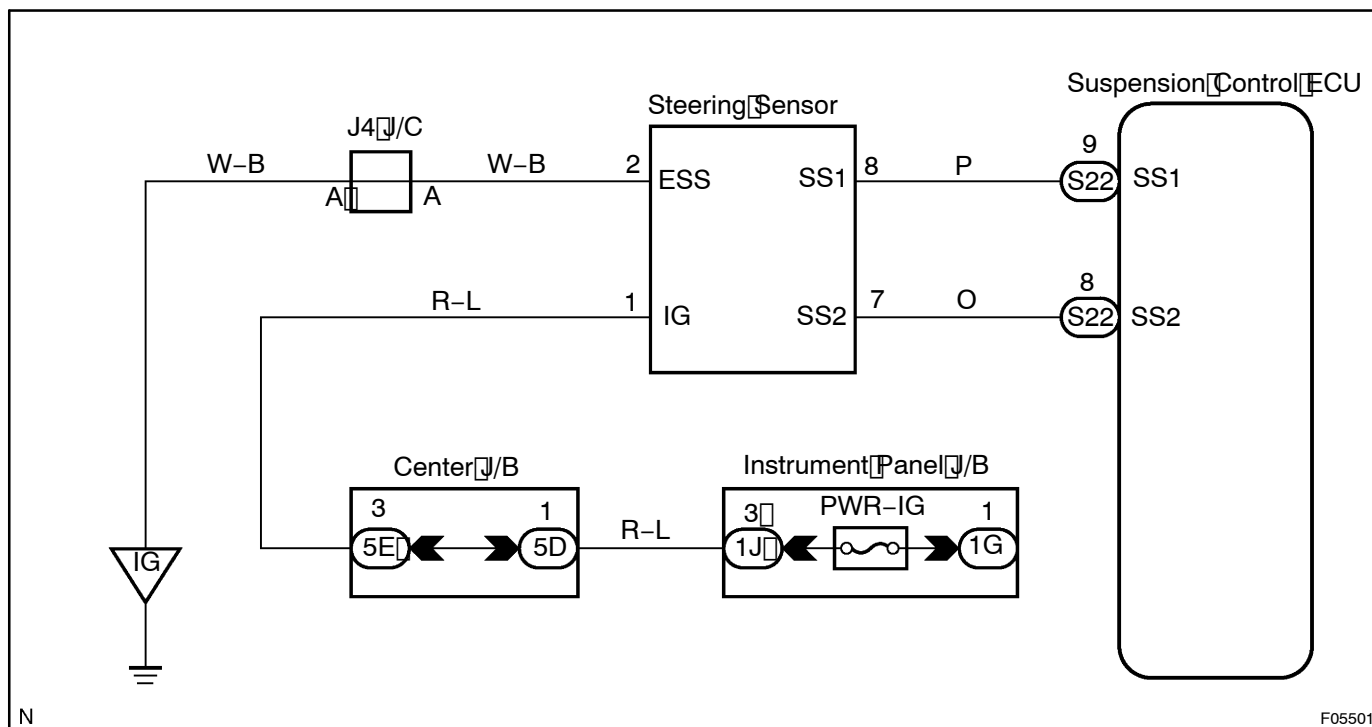 Suspension Control ECU
Steering Sensor
J4 J/C
W–B
A
A
W–B
2
ESS
SS1
8
P
9
S22
SS1
R–L
1
IG
SS2
7
O
8
S22
SS2
Center J/B
3
5E
1
5D
R–L
Instrument Panel J/B
3
1J
PWR–IG
1
1G
IG
N
F05501